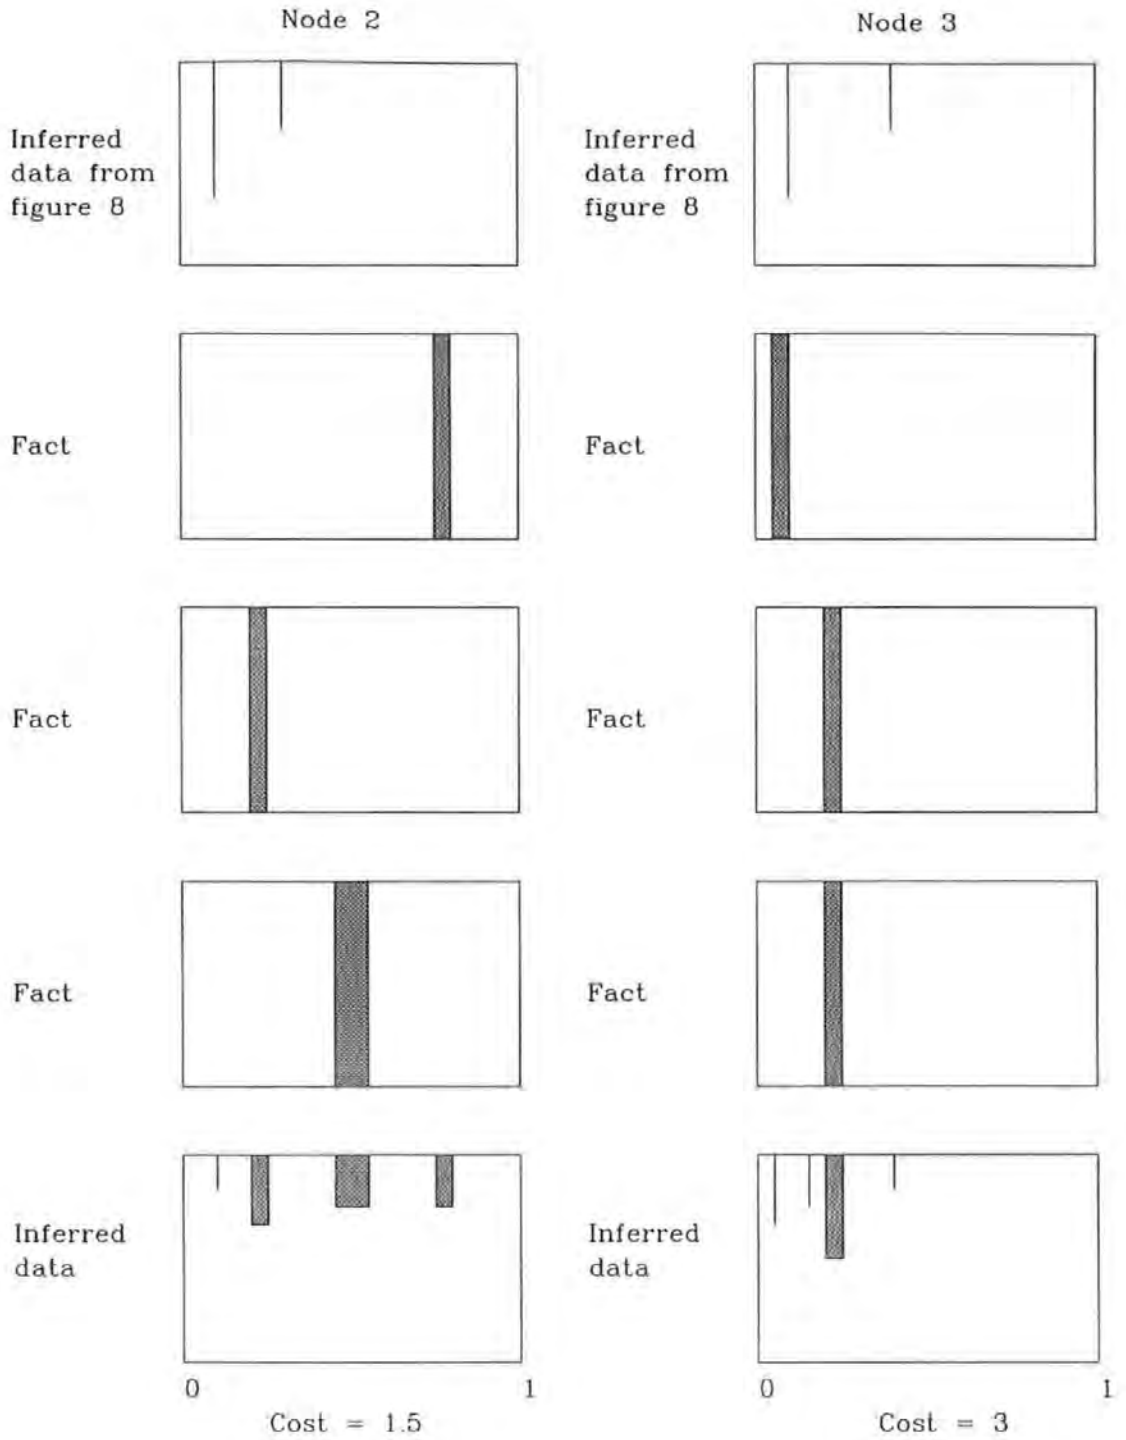 Node 2
Node 3
Inferred
data from
figure 8
Inferred
data from
figure 8
Fact
Fact
Fact
Fact
Fact
Fact
Inferred
data
Inferred
data
0 1
0 1
Cost = 1.5
Cost = 3